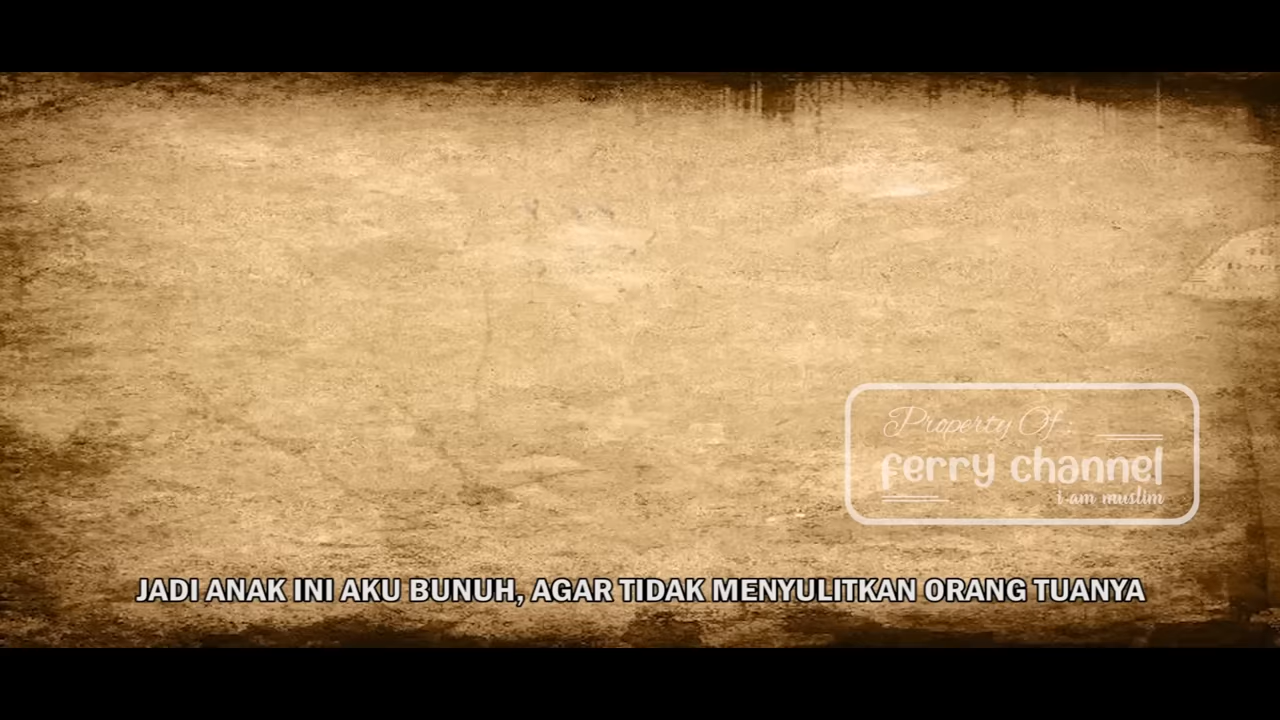 Property Of :
ferry channel
i am muslim
JADI ANAK INI AKU BUNUH, AGAR TIDAK MENYULITKAN ORANG TUANYA